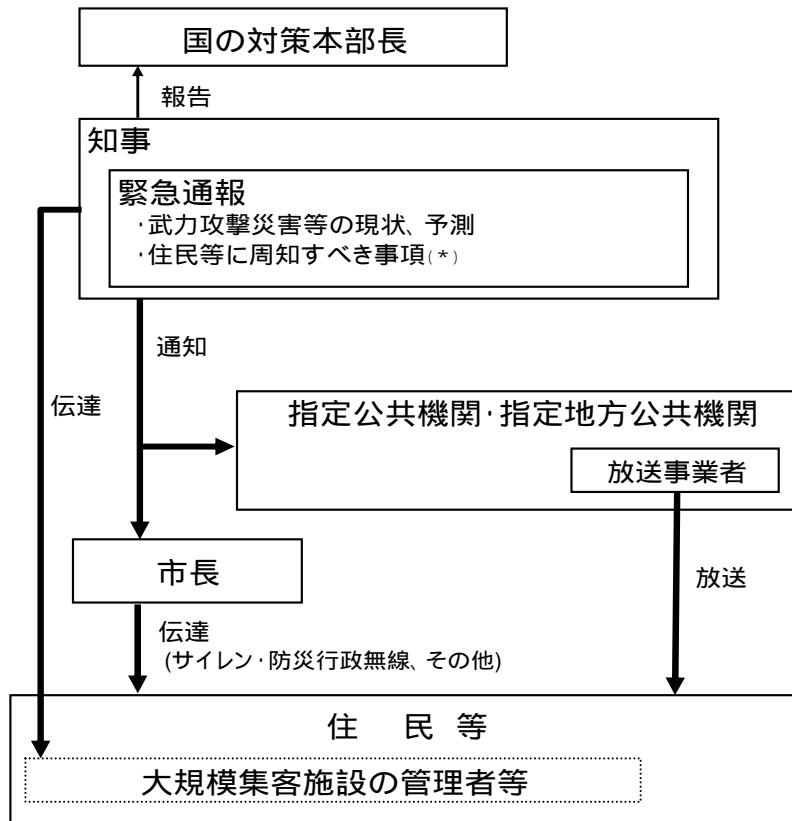 国の対策本部長
報告
知事
緊急通報
・武力攻撃災害等の現状、予測
・住民等に周知すべき事項(*)
通知
伝達
指定公共機関・指定地方公共機関
放送事業者
市長
放送
伝達
(サイレン・防災行政無線、その他)
住 民 等
大規模集客施設の管理者等